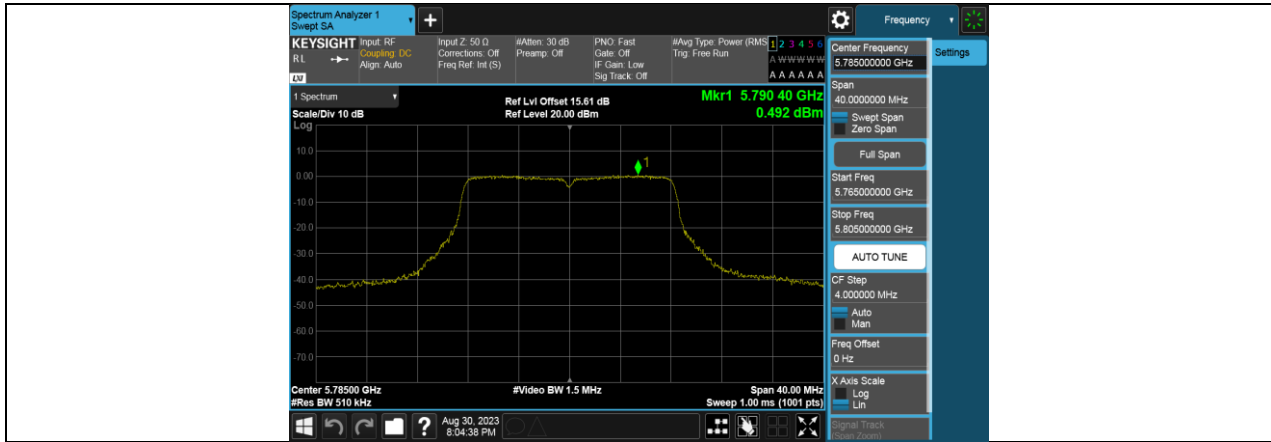 Spectrum Analyzer 1
Swept SA
+
Frequency
KEYSIGHT
RL
LXI
Input: RF
Coupling: DC
Align: Auto
Input Z: 50 Ω
Corrections: Off
Freq Ref: Int (S)
#Atten: 30 dB
Preamp: Off
PNO: Fast
Gate: Off
IF Gain: Low
Sig Track: Off
#Avg Type: Power (RMS
Trig: Free Run
1 2 3 4 5 6
A W W W W W
A A A A A A
1 Spectrum
Scale/Div 10 dB
Ref Lvl Offset 15.61 dB
Ref Level 20.00 dBm
Mkr1 5.790 40 GHz
0.492 dBm
Log
10.0
0.00
-10.0
-20.0
-30.0
-40.0
-50.0
-60.0
-70.0
1
Center 5.78500 GHz
#Res BW 510 kHz
#Video BW 1.5 MHz
Span 40.00 MHz
Sweep 1.00 ms (1001 pts)
Center Frequency
5.785000000 GHz
Settings
Span
40.0000000 MHz
Swept Span
Zero Span
Full Span
Start Freq
5.765000000 GHz
Stop Freq
5.805000000 GHz
AUTO TUNE
CF Step
4.000000 MHz
Auto
Man
Freq Offset
0 Hz
X Axis Scale
Log
Lin
Signal Track
(Span Zoom)
?
Aug 30, 2023
8:04:38 PM